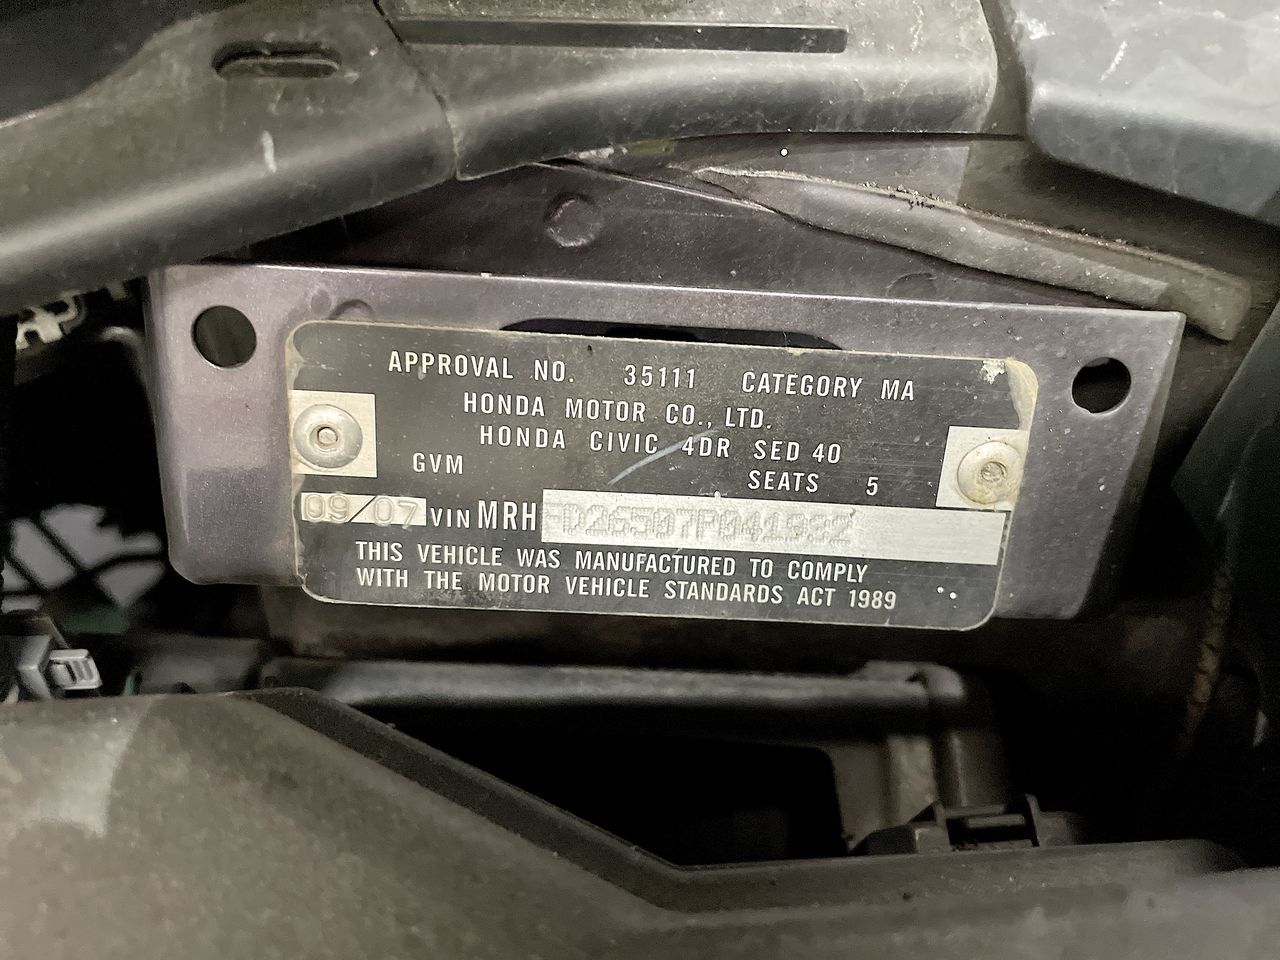 APPROVAL NO. 35111 CATEGORY MA
HONDA MOTOR CO., LTD.
HONDA CIVIC 4DR SED 40
GVM SEATS 5
09/07 VIN MRHFD26507P041932
THIS VEHICLE WAS MANUFACTURED TO COMPLY
WITH THE MOTOR VEHICLE STANDARDS ACT 1989